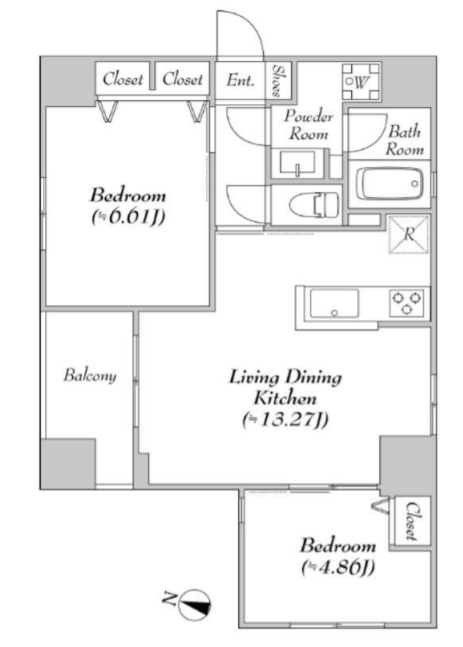 Closet
Closet
Ent.
Shoes
W
Powder
Room
Bath
Room
Bedroom
(≒6.61J)
R
Balcony
Living Dining
Kitchen
(≒13.27J)
Closet
Bedroom
(≒4.86J)
N